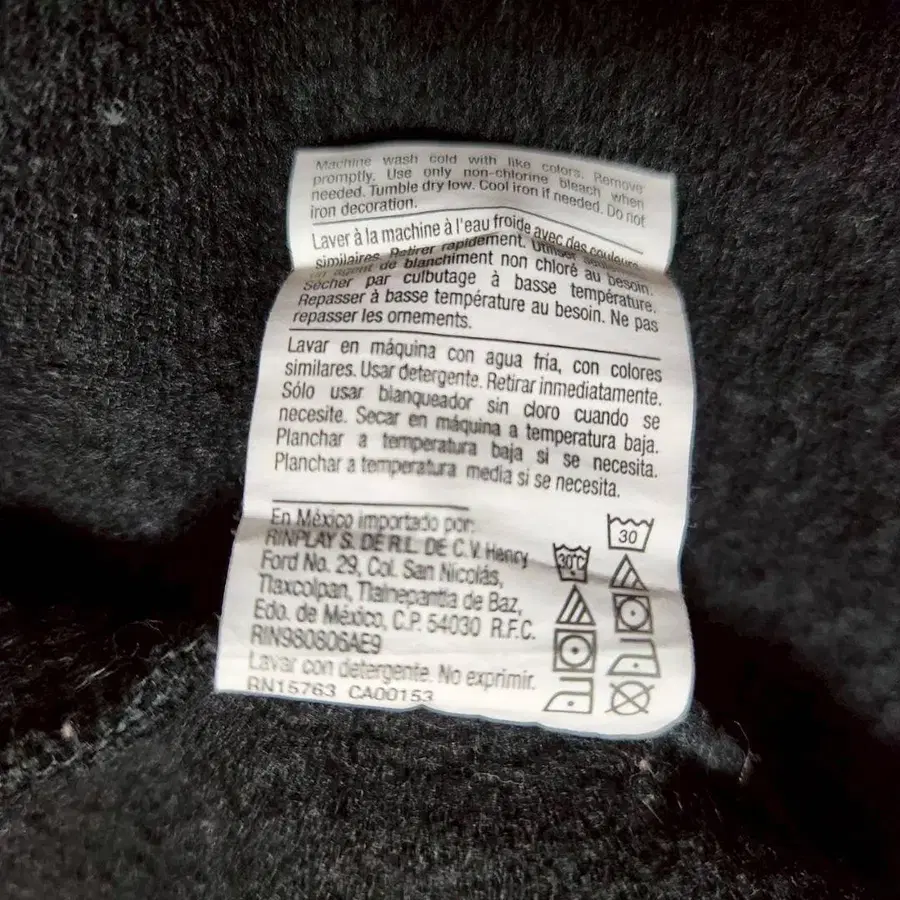 Machine wash cold with like colors. Remove
promptly. Use only non-chlorine bleach when
needed. Tumble dry low. Cool iron if needed. Do not
iron decoration.
Laver à la machine à l'eau froide avec des couleurs
similaires. Retirer rapidement. Utiliser
un agent de blanchiment non chloré au besoin.
Sécher par culbutage à basse température.
Repasser à basse température au besoin. Ne pas
repasser les ornements.
Lavar en máquina con agua fría, con colores
similares. Usar detergente. Retirar inmediatamente.
Sólo usar blanqueador sin cloro cuando se
necesite. Secar en máquina a temperatura baja.
Planchar a temperatura baja si se necesita.
Planchar a temperatura media si se necesita.
En México importado por:
RINPLAY S. DE R.L. DE C.V. Henry
Ford No. 29, Col. San Nicolás,
Tlaxcolpan, Tlalnepantla de Baz,
Edo. de México, C.P. 54030 R.F.C.
RIN980806AE9
Lavar con detergente. No exprimir.
RN15763 CA00153
30°C
30